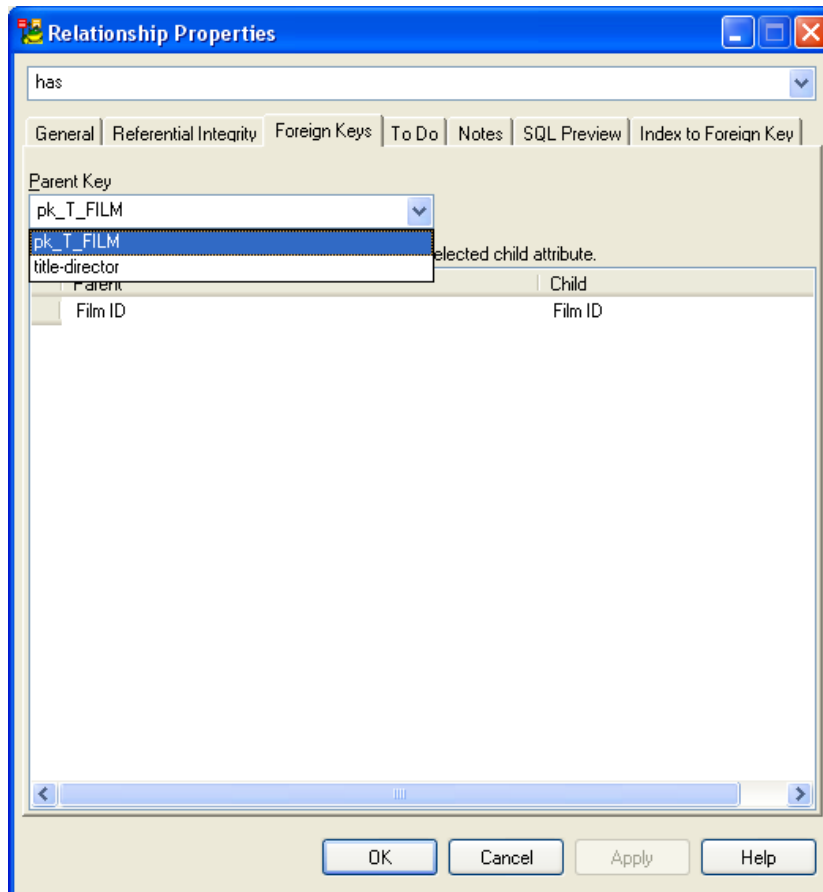 Relationship Properties
has
General Referential Integrity Foreign Keys To Do Notes SQL Preview Index to Foreign Key
Parent Key
pk_T_FILM
pk_T_FILM
title-director
elected child attribute.
Parent Child
Film ID Film ID
OK Cancel Apply Help